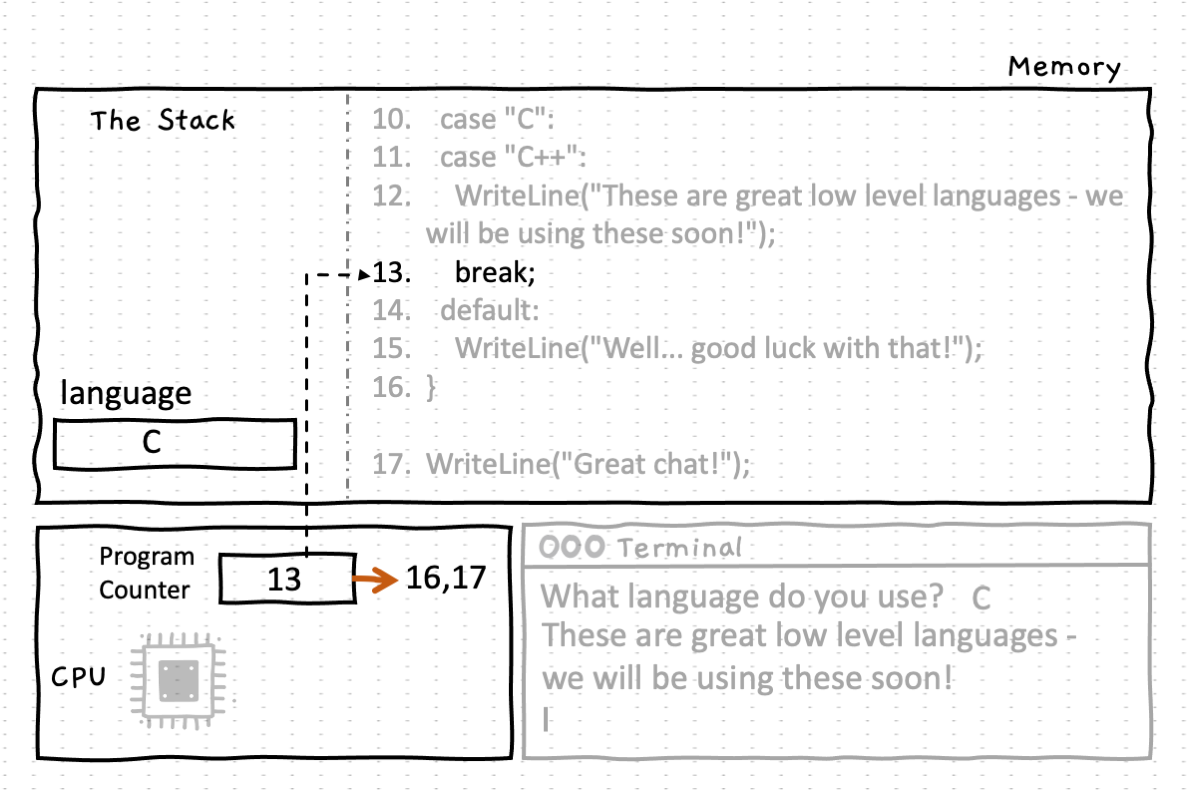 Memory
The Stack
10. case "C":
11. case "C++":
12. WriteLine("These are great low level languages - we
will be using these soon!");
13. break;
14. default:
15. WriteLine("Well... good luck with that!");
16. }
17. WriteLine("Great chat!");
language
C
Program
Counter
13
16,17
CPU
Terminal
What language do you use? C
These are great low level languages -
we will be using these soon!